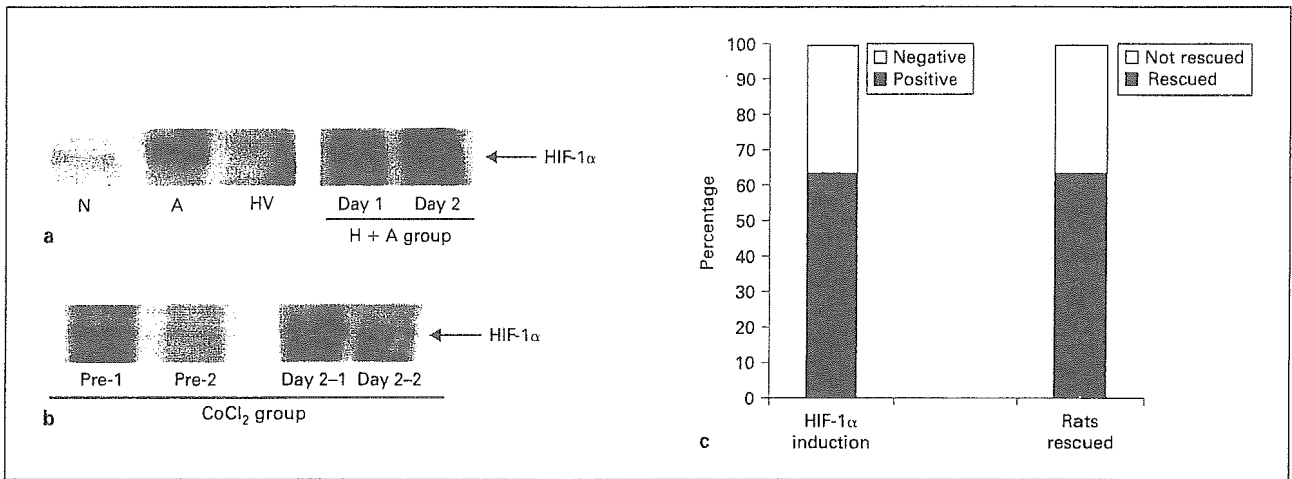 HIF-1α
N A HV Day 1 Day 2
a
H + A group
HIF-1α
Pre-1 Pre-2 Day 2–1 Day 2–2
b
CoCl₂ group
100
90
80
70
60
50
40
30
20
10
0
Percentage
Negative
Positive
Not rescued
Rescued
HIF-1α
induction
Rats
rescued
c